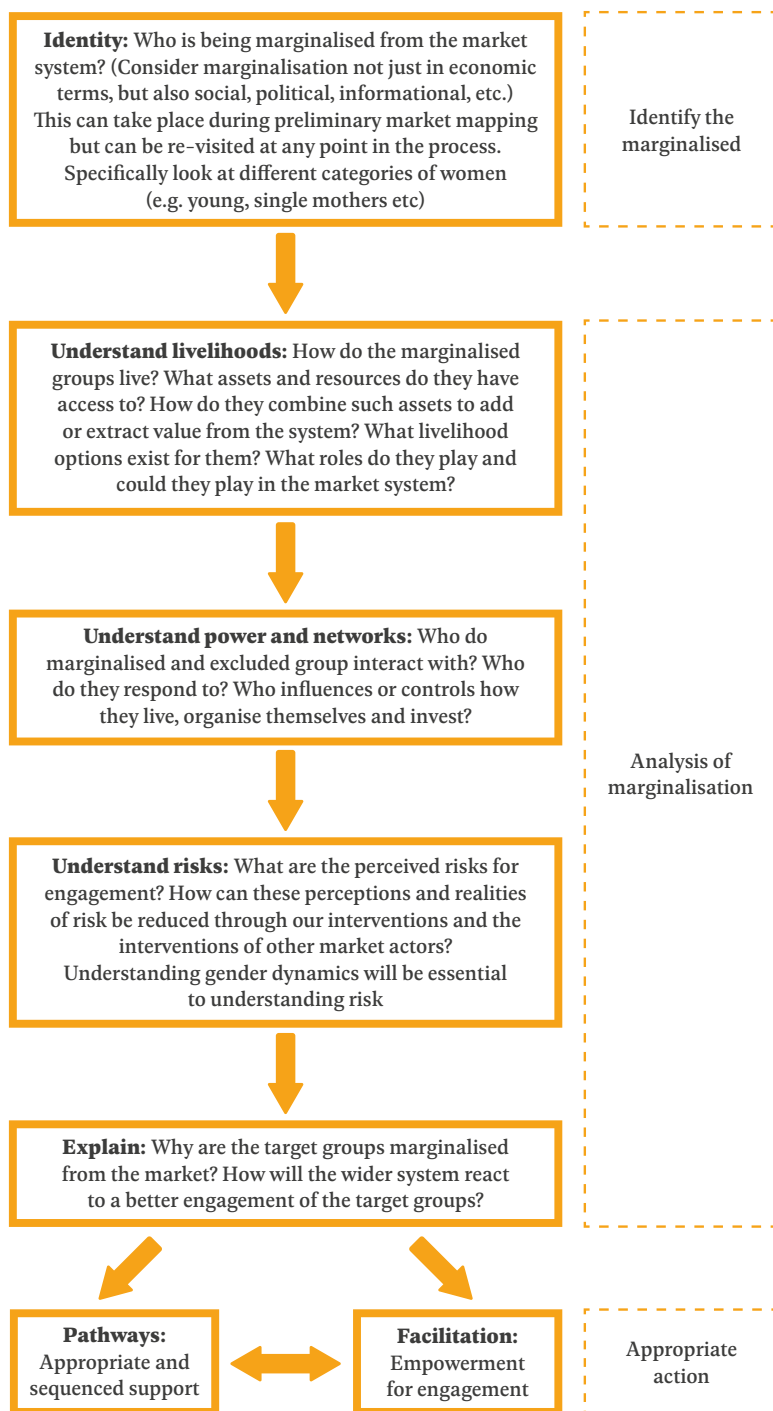 Identity: Who is being marginalised from the market
system? (Consider marginalisation not just in economic
terms, but also social, political, informational, etc.)
This can take place during preliminary market mapping
but can be re-visited at any point in the process.
Specifically look at different categories of women
(e.g. young, single mothers etc)
Identify the
marginalised
Understand livelihoods: How do the marginalised
groups live? What assets and resources do they have
access to? How do they combine such assets to add
or extract value from the system? What livelihood
options exist for them? What roles do they play and
could they play in the market system?
Understand power and networks: Who do
marginalised and excluded group interact with? Who
do they respond to? Who influences or controls how
they live, organise themselves and invest?
Analysis of
marginalisation
Understand risks: What are the perceived risks for
engagement? How can these perceptions and realities
of risk be reduced through our interventions and the
interventions of other market actors?
Understanding gender dynamics will be essential
to understanding risk
Explain: Why are the target groups marginalised
from the market? How will the wider system react
to a better engagement of the target groups?
Pathways:
Appropriate and
sequenced support
Facilitation:
Empowerment
for engagement
Appropriate
action